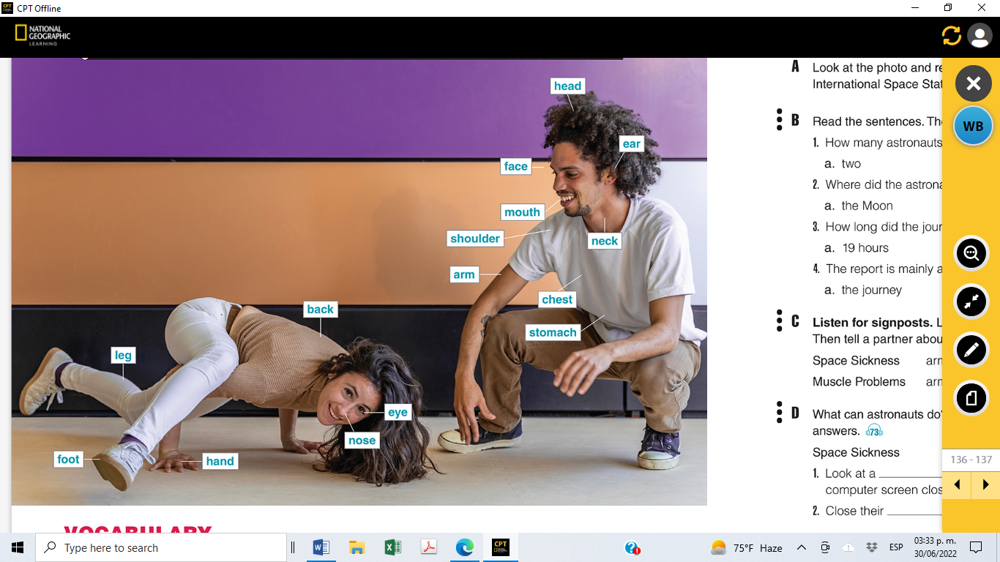 CPT Offline
NATIONAL
GEOGRAPHIC
LEARNING
head
ear
face
mouth
shoulder
neck
arm
chest
back
stomach
leg
eye
nose
foot
hand
VOCABULARY
A Look at the photo and re
International Space Stat
B Read the sentences. The
1. How many astronauts
a. two
2. Where did the astrona
a. the Moon
3. How long did the jour
a. 19 hours
4. The report is mainly a
a. the journey
C Listen for signposts. L
Then tell a partner abou
Space Sickness arm
Muscle Problems arm
D What can astronauts do?
answers. 73
Space Sickness
1. Look at a
computer screen clos
2. Close their
WB
136 - 137
Type here to search
CPT
75°F Haze
ESP
03:33 p. m.
30/06/2022